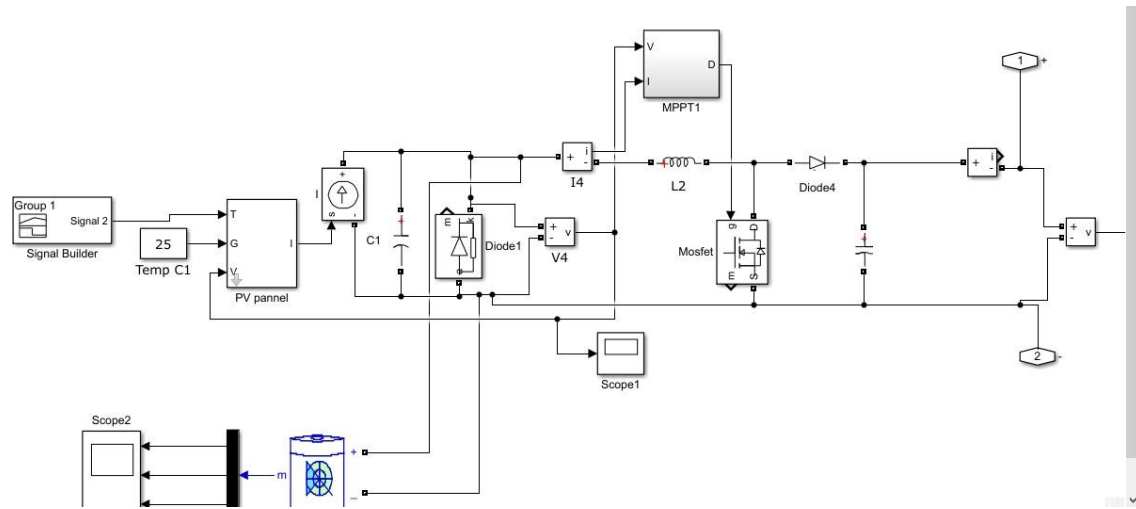 V
D
I
MPPT1
1
+
Group 1
Signal 2
Signal Builder
25
Temp C1
T
G
V
I
PV pannel
I
+
s
-
C1
m
k
a
Diode1
+
i
-
I4
+
-
v
V4
+
L2
Diode4
g
D
Mosfet
m
S
+
+
i
-
+
-
v
2
-
Scope1
Scope2
m
+
_